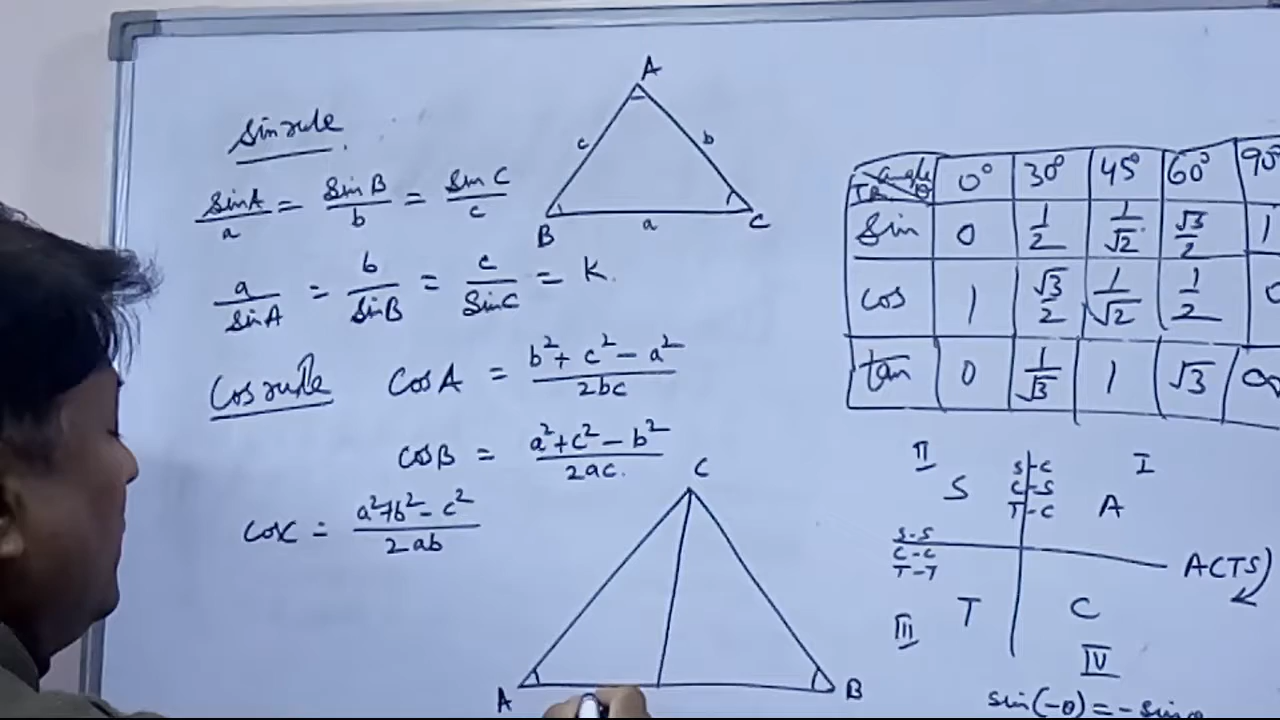 Sin rule
SinA/a = SinB/b = SinC/c
a/SinA = b/SinB = c/SinC = K.
Cos rule CosA = b²+c²-a²/2bc
CosB = a²+c²-b²/2ac.
CosC = a²+b²-c²/2ab
A
c b
B a C
C
A B
angle θ 0° 30° 45° 60° 90°
Sin 0 1/2 1/√2 √3/2 1
Cos 1 √3/2 1/√2 1/2
tan 0 1/√3 1 √3 ∞
II S-C I
S C-S A
T-C
S-S
C-C
T-T
ACTS
T C
III IV
sin(-θ) = -sinθ